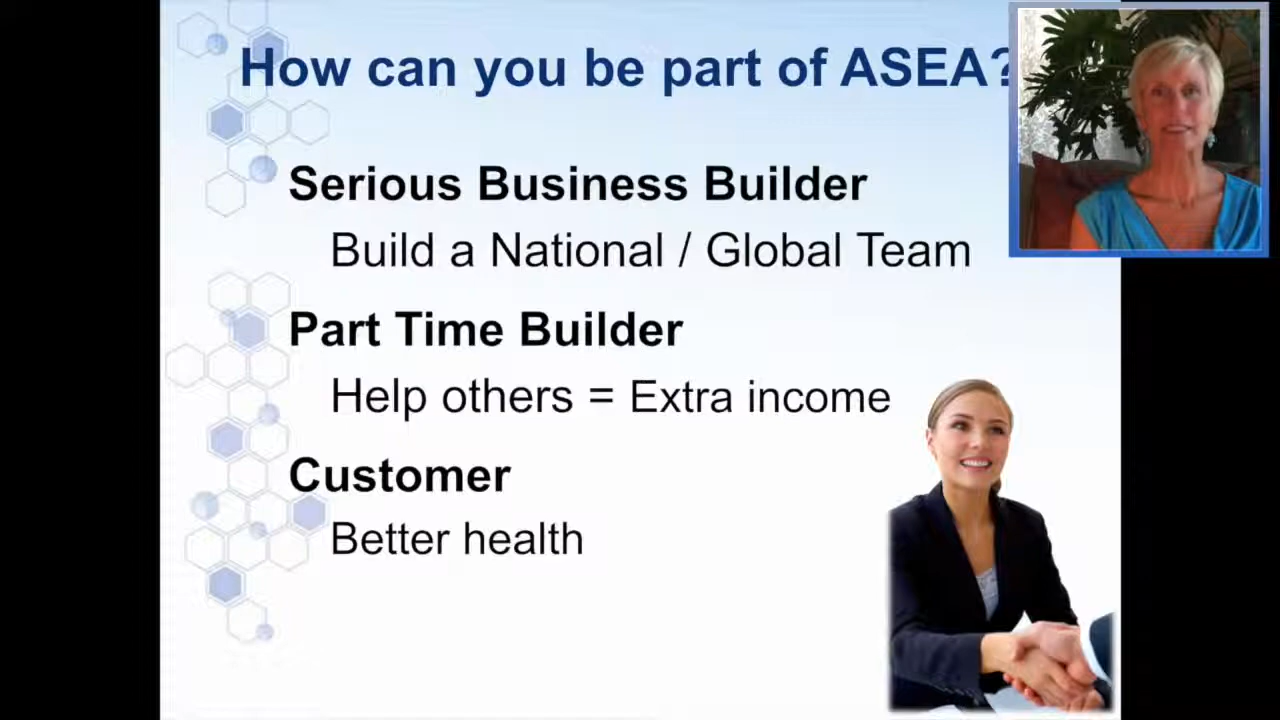 How can you be part of ASEA?
Serious Business Builder
Build a National / Global Team
Part Time Builder
Help others = Extra income
Customer
Better health